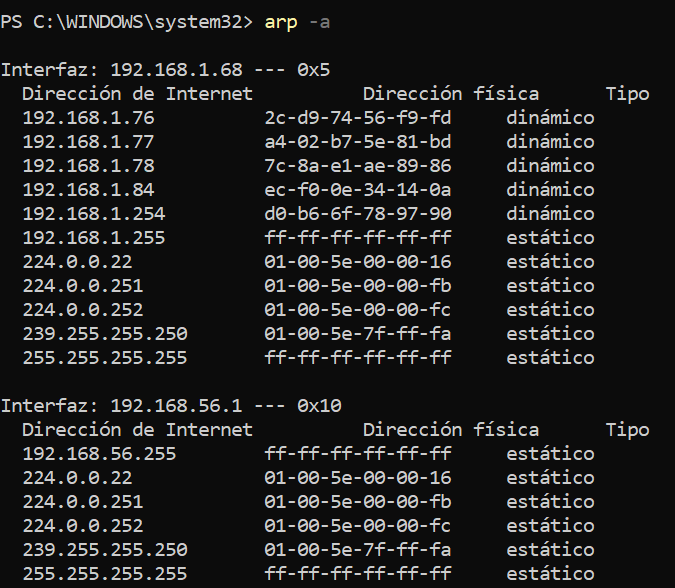 PS C:\WINDOWS\system32> arp -a
Interfaz: 192.168.1.68 --- 0x5
Dirección de Internet          Dirección física      Tipo
192.168.1.76          2c-d9-74-56-f9-fd     dinámico
192.168.1.77          a4-02-b7-5e-81-bd     dinámico
192.168.1.78          7c-8a-e1-ae-89-86     dinámico
192.168.1.84          ec-f0-0e-34-14-0a     dinámico
192.168.1.254         d0-b6-6f-78-97-90     dinámico
192.168.1.255         ff-ff-ff-ff-ff-ff     estático
224.0.0.22            01-00-5e-00-00-16     estático
224.0.0.251           01-00-5e-00-00-fb     estático
224.0.0.252           01-00-5e-00-00-fc     estático
239.255.255.250       01-00-5e-7f-ff-fa     estático
255.255.255.255       ff-ff-ff-ff-ff-ff     estático
Interfaz: 192.168.56.1 --- 0x10
Dirección de Internet          Dirección física      Tipo
192.168.56.255        ff-ff-ff-ff-ff-ff     estático
224.0.0.22            01-00-5e-00-00-16     estático
224.0.0.251           01-00-5e-00-00-fb     estático
224.0.0.252           01-00-5e-00-00-fc     estático
239.255.255.250       01-00-5e-7f-ff-fa     estático
255.255.255.255       ff-ff-ff-ff-ff-ff     estático